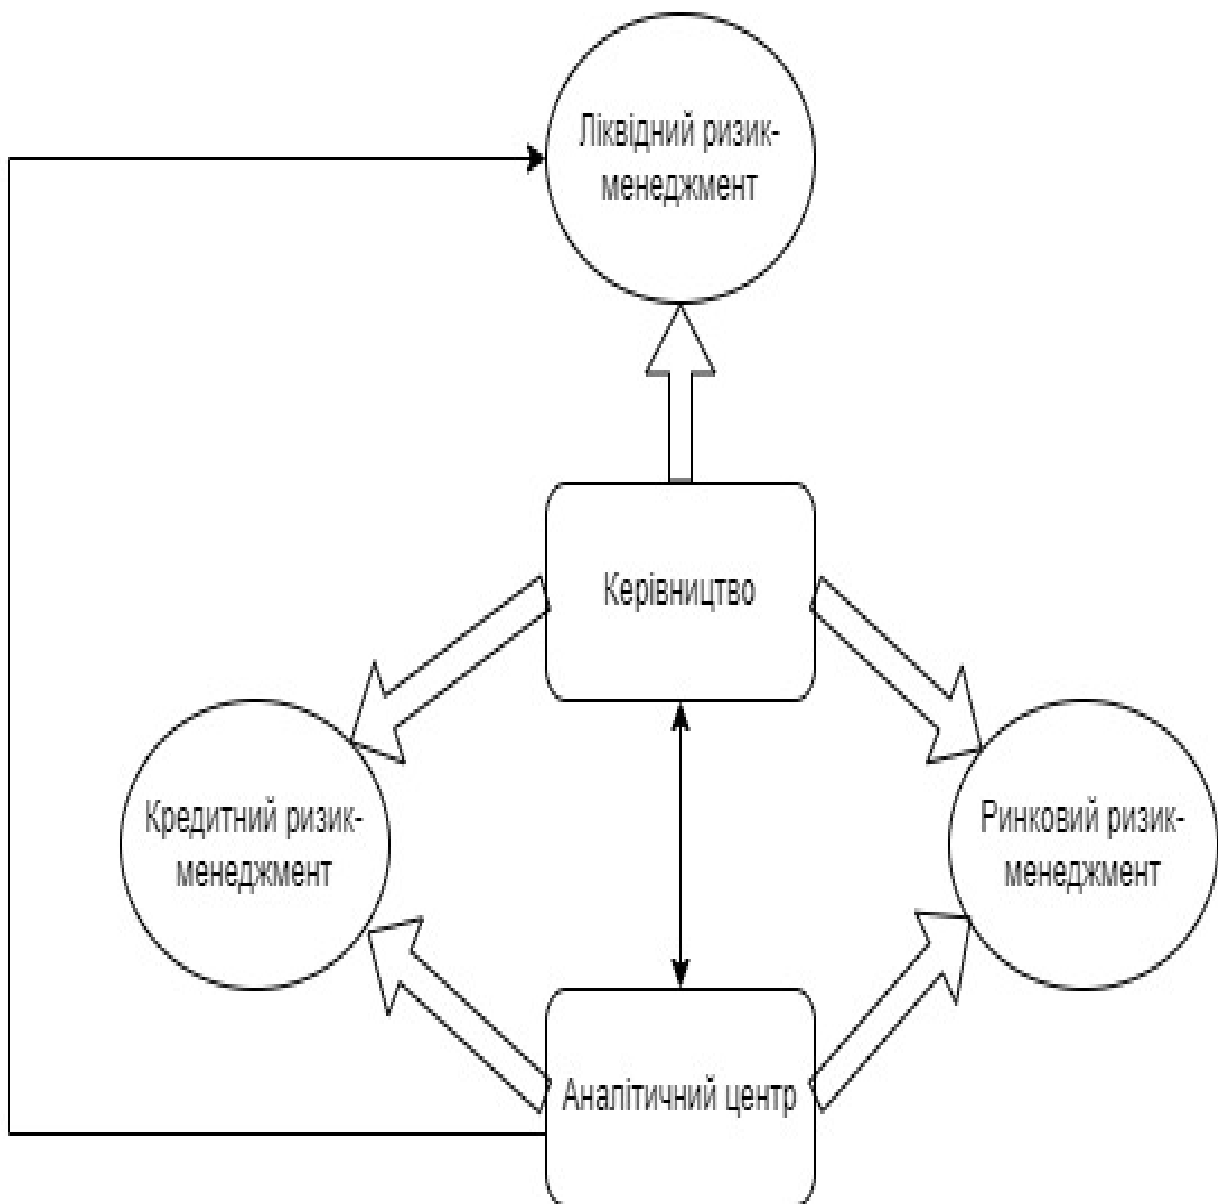 Ліквідний ризик-
менеджмент
Керівництво
Кредитний ризик-
менеджмент
Ринковий ризик-
менеджмент
Аналітичний центр